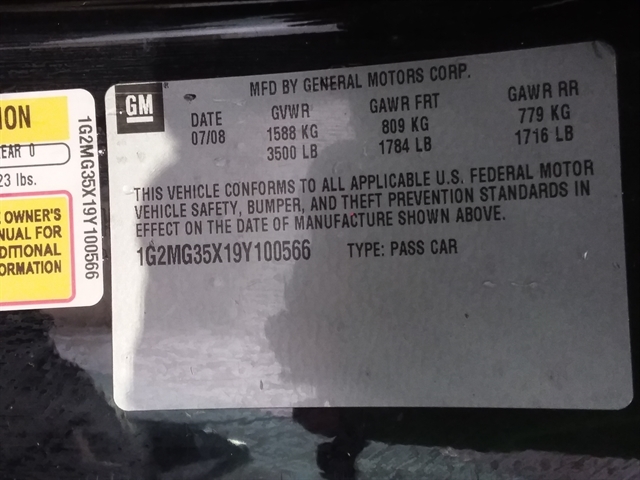 ION
EAR 0
23 lbs.
E OWNER'S
NUAL FOR
DITIONAL
FORMATION
1G2MG35X19Y100566
GM
MFD BY GENERAL MOTORS CORP.
DATE GVWR GAWR FRT GAWR RR
07/08 1588 KG 809 KG 779 KG
3500 LB 1784 LB 1716 LB
THIS VEHICLE CONFORMS TO ALL APPLICABLE U.S. FEDERAL MOTOR
VEHICLE SAFETY, BUMPER, AND THEFT PREVENTION STANDARDS IN
EFFECT ON THE DATE OF MANUFACTURE SHOWN ABOVE.
1G2MG35X19Y100566 TYPE: PASS CAR